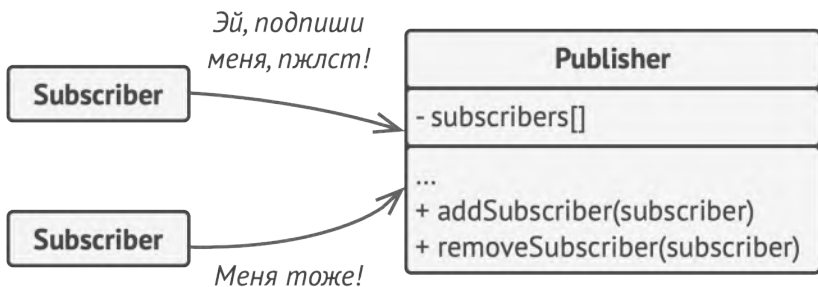 Эй, подпиши
меня, пжлст!
Subscriber
Publisher
- subscribers[]
...
+ addSubscriber(subscriber)
+ removeSubscriber(subscriber)
Subscriber
Меня тоже!